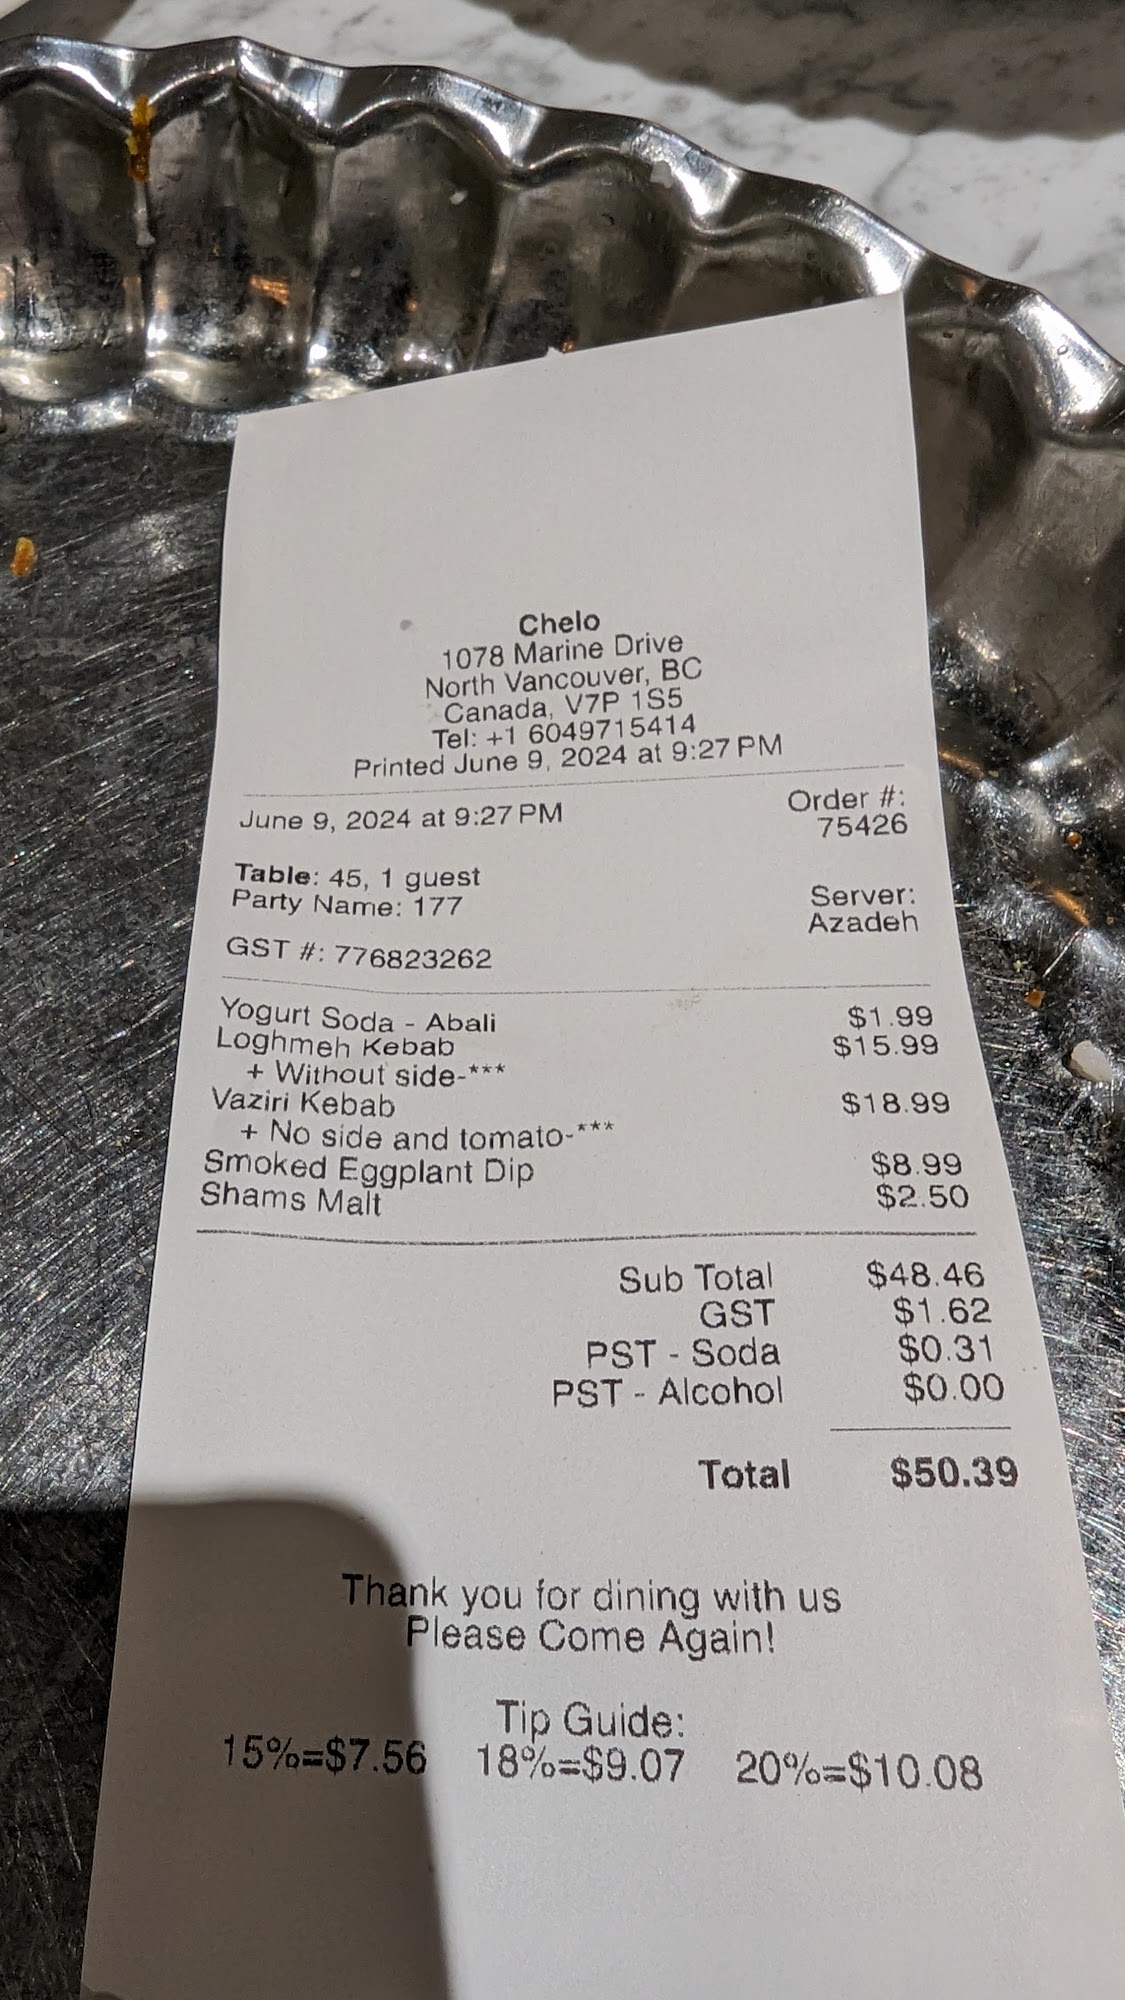 Chelo
1078 Marine Drive
North Vancouver, BC
Canada, V7P 1S5
Tel: +1 6049715414
Printed June 9, 2024 at 9:27 PM
June 9, 2024 at 9:27 PM
Order #:
75426
Table: 45, 1 guest
Party Name: 177
Server:
Azadeh
GST #: 776823262
Yogurt Soda - Abali $1.99
Loghmeh Kebab $15.99
+ Without side-***
Vaziri Kebab $18.99
+ No side and tomato-***
Smoked Eggplant Dip $8.99
Shams Malt $2.50
Sub Total $48.46
GST $1.62
PST - Soda $0.31
PST - Alcohol $0.00
Total $50.39
Thank you for dining with us
Please Come Again!
Tip Guide:
15%=$7.56 18%=$9.07 20%=$10.08